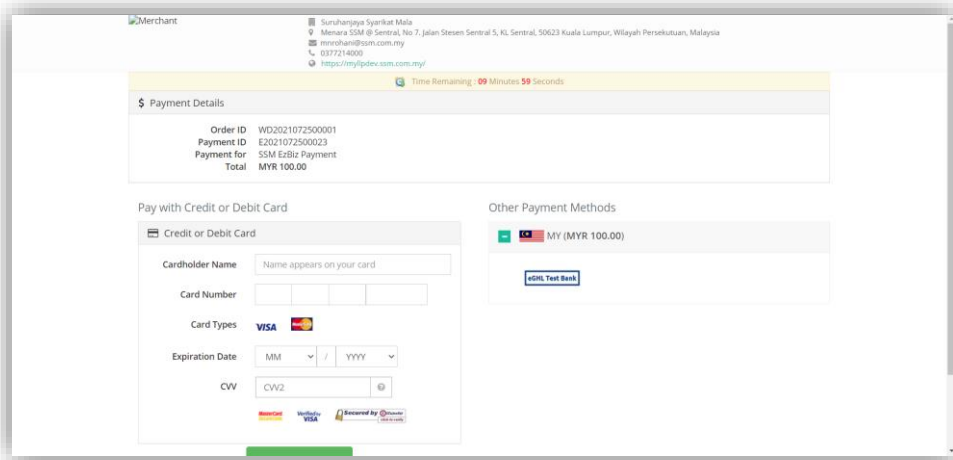 Merchant
Suruhanjaya Syarikat Mala
Menara SSM @ Sentral, No 7, Jalan Stesen Sentral 5, KL Sentral, 50623 Kuala Lumpur, Wilayah Persekutuan, Malaysia
mnrohani@ssm.com.my
0377214000
https://mylipdev.ssm.com.my/
Time Remaining : 09 Minutes 59 Seconds
$ Payment Details
Order ID WD2021072500001
Payment ID E2021072500023
Payment for SSM EzBiz Payment
Total MYR 100.00
Pay with Credit or Debit Card
Credit or Debit Card
Cardholder Name Name appears on your card
Card Number
Card Types VISA MasterCard
Expiration Date MM / YYYY
CVV CVV2
MasterCard Verified by VISA Secured by
Other Payment Methods
MY (MYR 100.00)
eGHL Test Bank